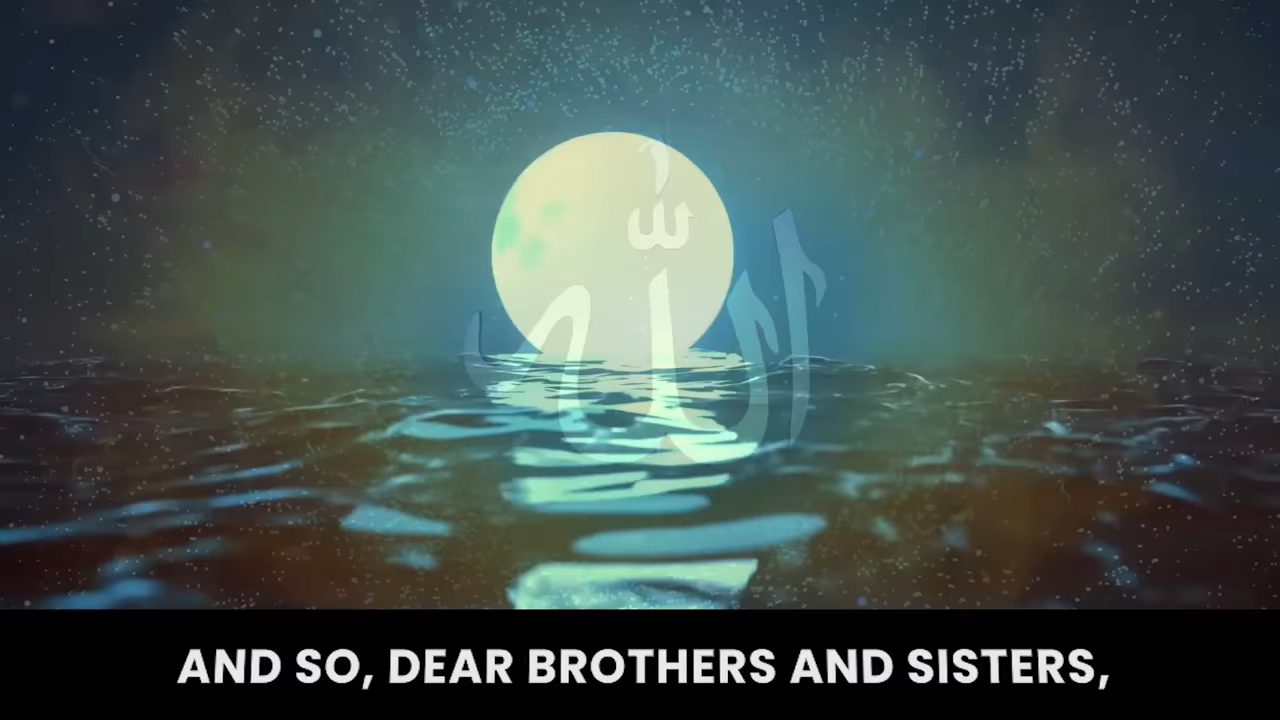 الله
AND SO, DEAR BROTHERS AND SISTERS,